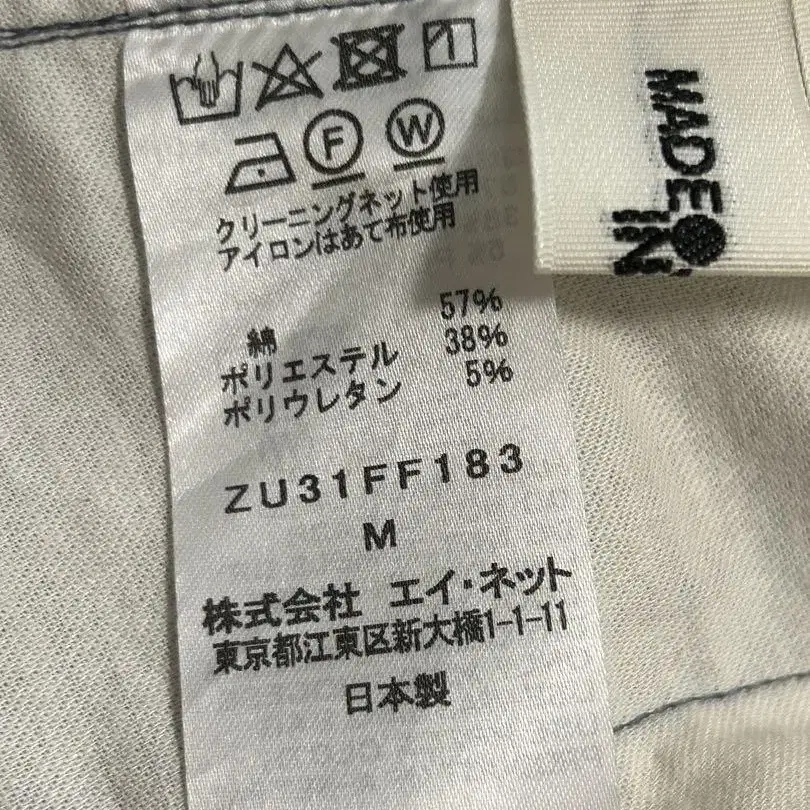 F W
クリーニングネット使用
アイロンはあて布使用
綿 57%
ポリエステル 38%
ポリウレタン 5%
ZU31FF183
M
株式会社 エイ・ネット
東京都江東区新大橋1-1-11
日本製
MADE
IN